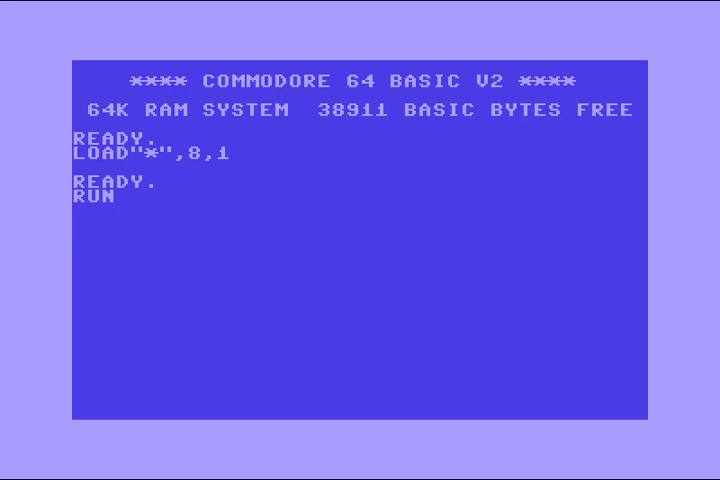 **** COMMODORE 64 BASIC V2 ****
64K RAM SYSTEM  38911 BASIC BYTES FREE
READY.
LOAD"*",8,1
READY.
RUN